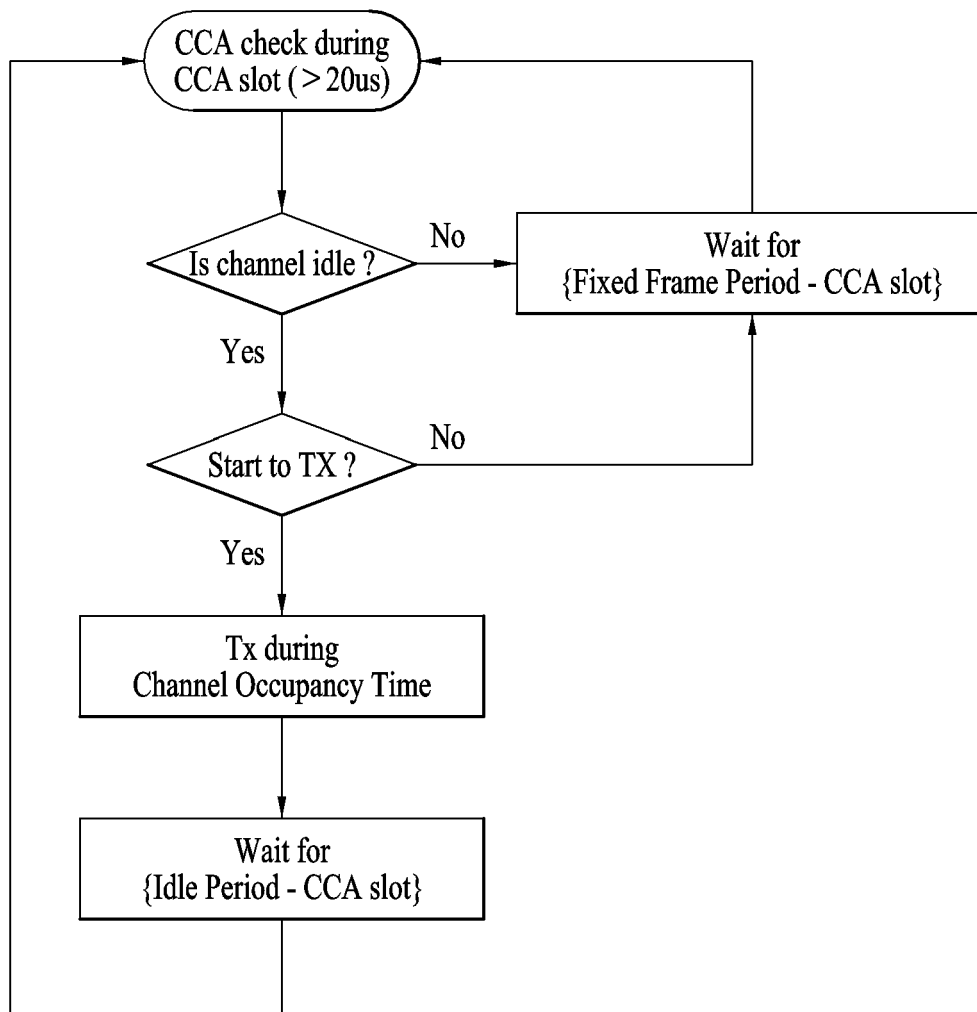 CCA check during
CCA slot ( > 20us)
Is channel idle ?
No
Wait for
{Fixed Frame Period - CCA slot}
Yes
Start to TX ?
No
Yes
Tx during
Channel Occupancy Time
Wait for
{Idle Period - CCA slot}